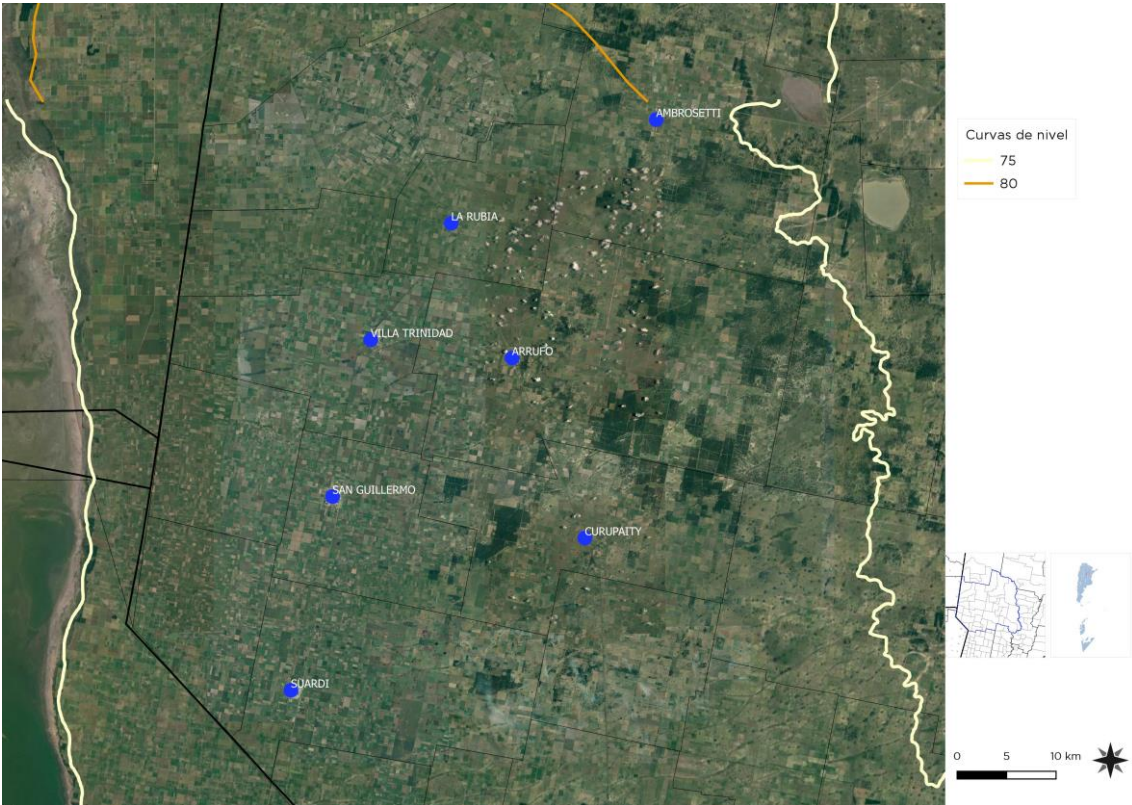 AMBROSETTI
LA RUBIA
VILLA TRINIDAD
ARRUFO
SAN GUILLERMO
CURUPAITY
SUARDI
Curvas de nivel
75
80
0 5 10 km